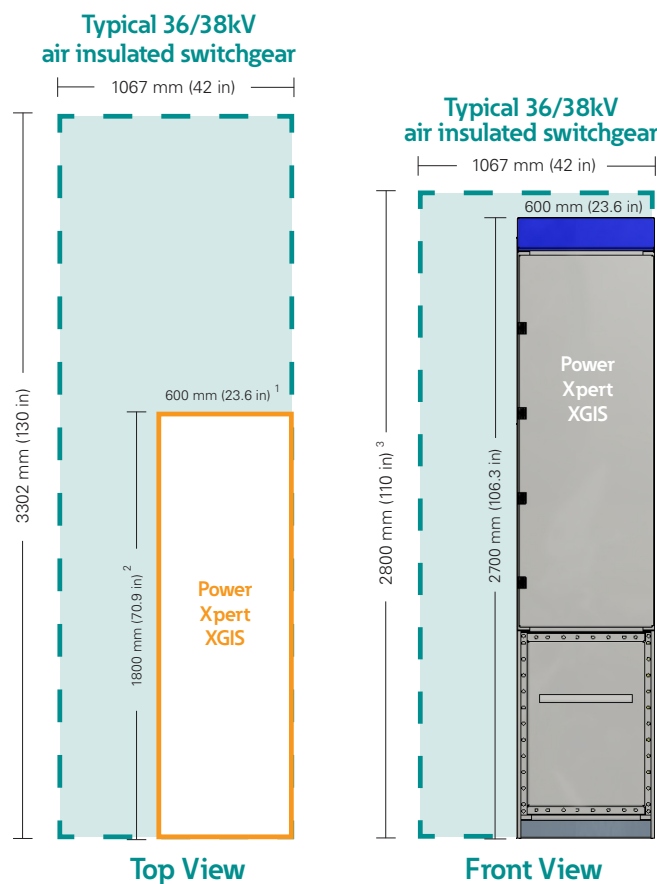 Typical 36/38kV
air insulated switchgear
1067 mm (42 in)
3302 mm (130 in)
600 mm (23.6 in) 1
1800 mm (70.9 in) 2
Power
Xpert
XGIS
Top View
Typical 36/38kV
air insulated switchgear
1067 mm (42 in)
2800 mm (110 in) 3
600 mm (23.6 in)
2700 mm (106.3 in)
Power
Xpert
XGIS
Front View